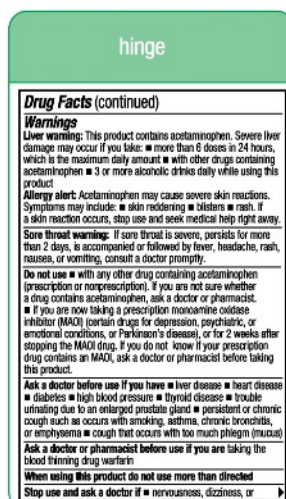 hinge
Drug Facts (continued)
Warnings
Liver warning: This product contains acetaminophen. Severe liver
damage may occur if you take: ■ more than 6 doses in 24 hours,
which is the maximum daily amount ■ with other drugs containing
acetaminophen ■ 3 or more alcoholic drinks daily while using this
product
Allergy alert: Acetaminophen may cause severe skin reactions.
Symptoms may include: ■ skin reddening ■ blisters ■ rash. If
a skin reaction occurs, stop use and seek medical help right away.
Sore throat warning: If sore throat is severe, persists for more
than 2 days, is accompanied or followed by fever, headache, rash,
nausea, or vomiting, consult a doctor promptly.
Do not use ■ with any other drug containing acetaminophen
(prescription or nonprescription). If you are not sure whether
a drug contains acetaminophen, ask a doctor or pharmacist.
■ if you are now taking a prescription monoamine oxidase
inhibitor (MAOI) (certain drugs for depression, psychiatric, or
emotional conditions, or Parkinson's disease), or for 2 weeks after
stopping the MAOI drug. If you do not know if your prescription
drug contains an MAOI, ask a doctor or pharmacist before taking
this product.
Ask a doctor before use if you have ■ liver disease ■ heart disease
■ diabetes ■ high blood pressure ■ thyroid disease ■ trouble
urinating due to an enlarged prostate gland ■ persistent or chronic
cough such as occurs with smoking, asthma, chronic bronchitis,
or emphysema ■ cough that occurs with too much phlegm (mucus)
Ask a doctor or pharmacist before use if you are taking the
blood thinning drug warfarin
When using this product do not use more than directed
Stop use and ask a doctor if ■ nervousness, dizziness, or